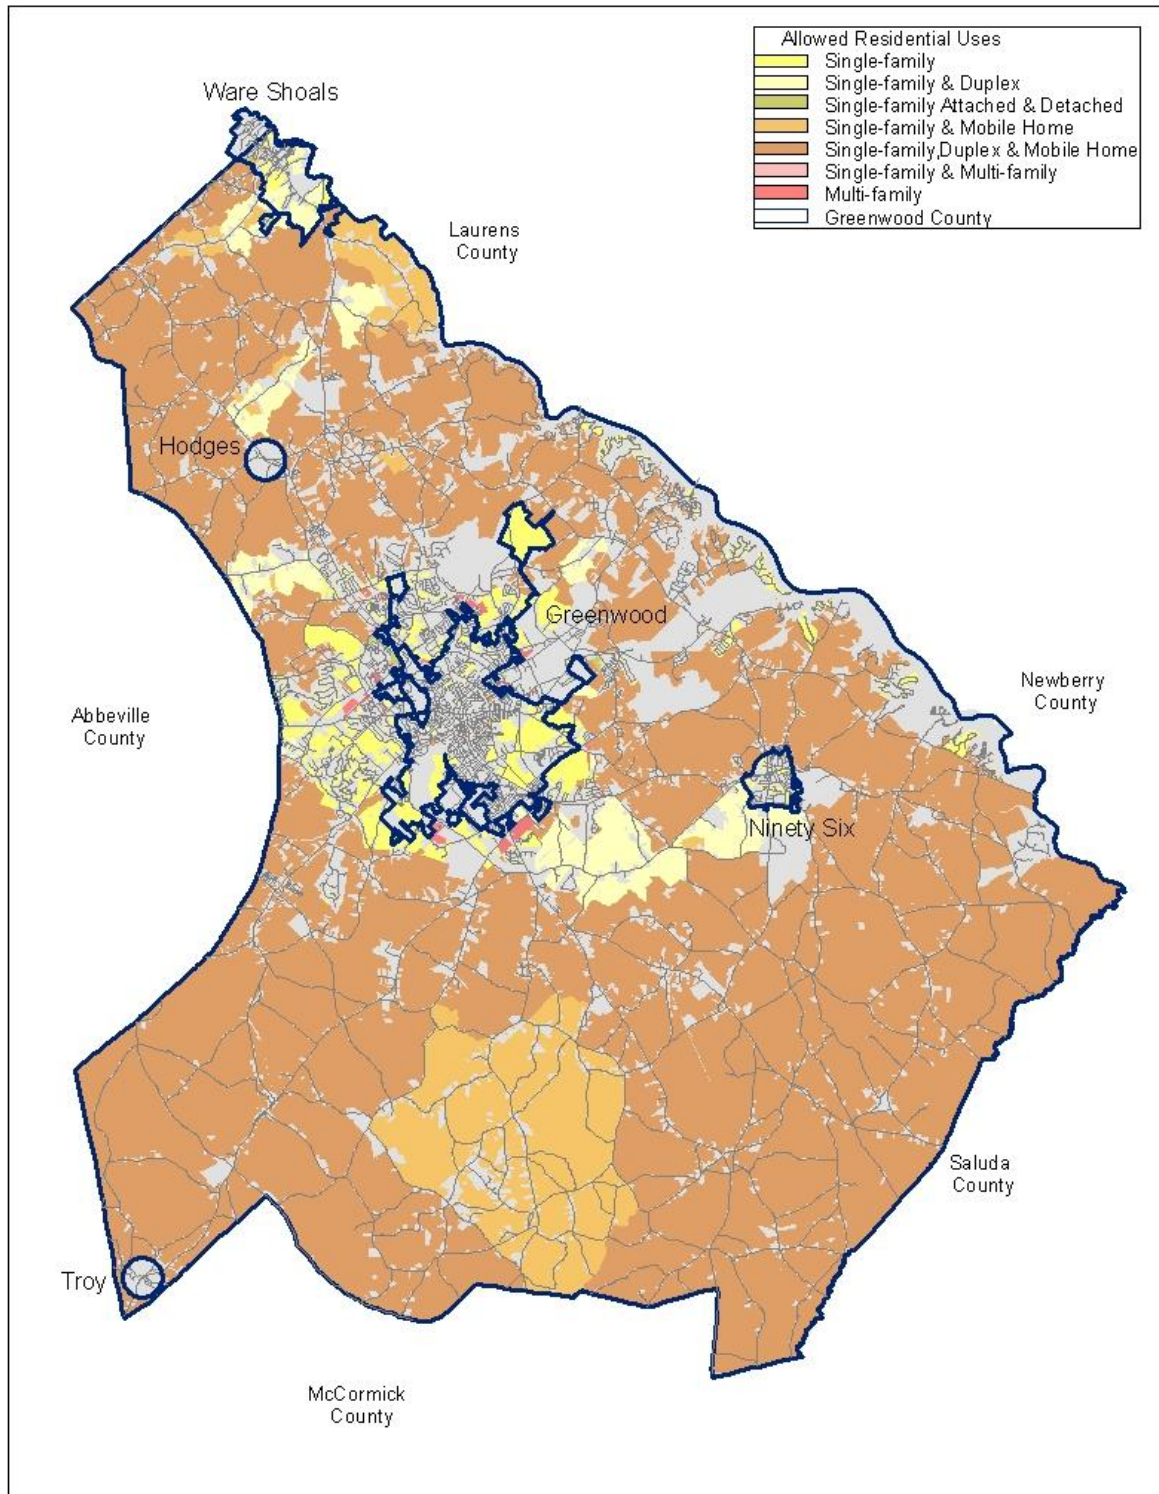 Allowed Residential Uses
Single-family
Single-family & Duplex
Single-family Attached & Detached
Single-family & Mobile Home
Single-family,Duplex & Mobile Home
Single-family & Multi-family
Multi-family
Greenwood County
Ware Shoals
Laurens
County
Hodges
Greenwood
Newberry
County
Abbeville
County
Ninety Six
Saluda
County
Troy
McCormick
County